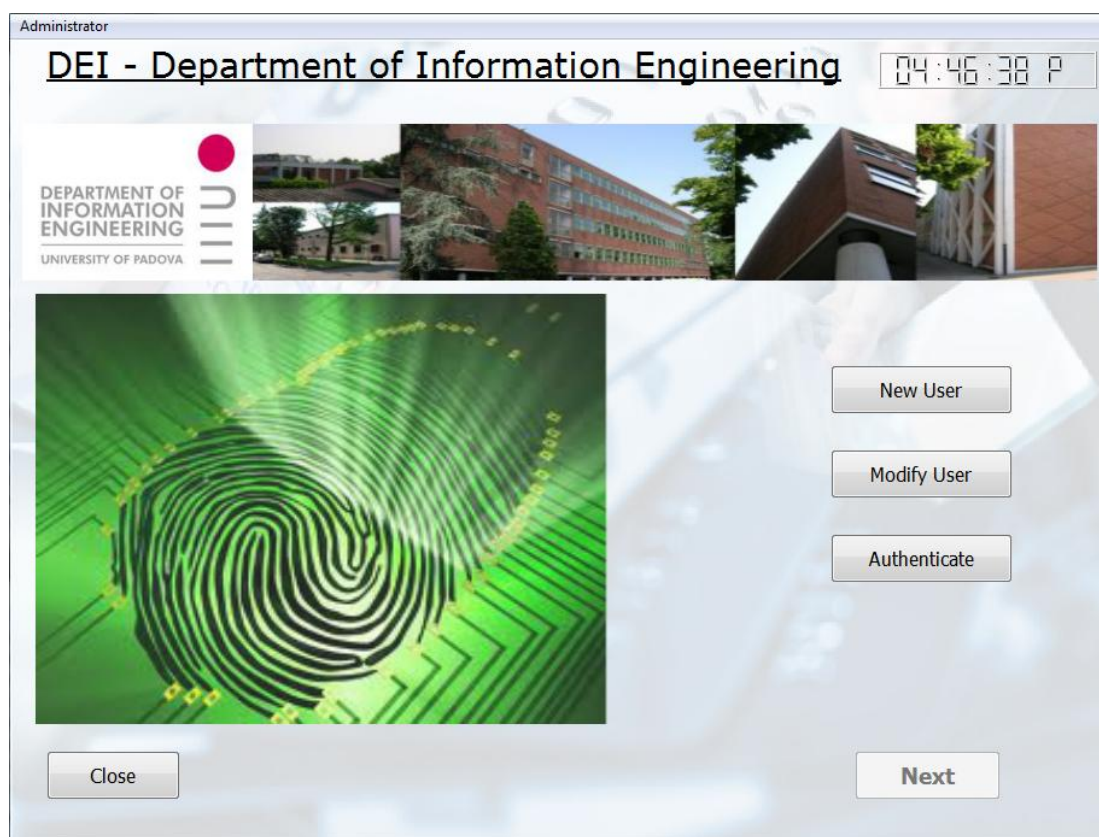 Administrator
DEI - Department of Information Engineering
04:46:38 P
DEPARTMENT OF
INFORMATION
ENGINEERING
UNIVERSITY OF PADOVA
New User
Modify User
Authenticate
Close
Next